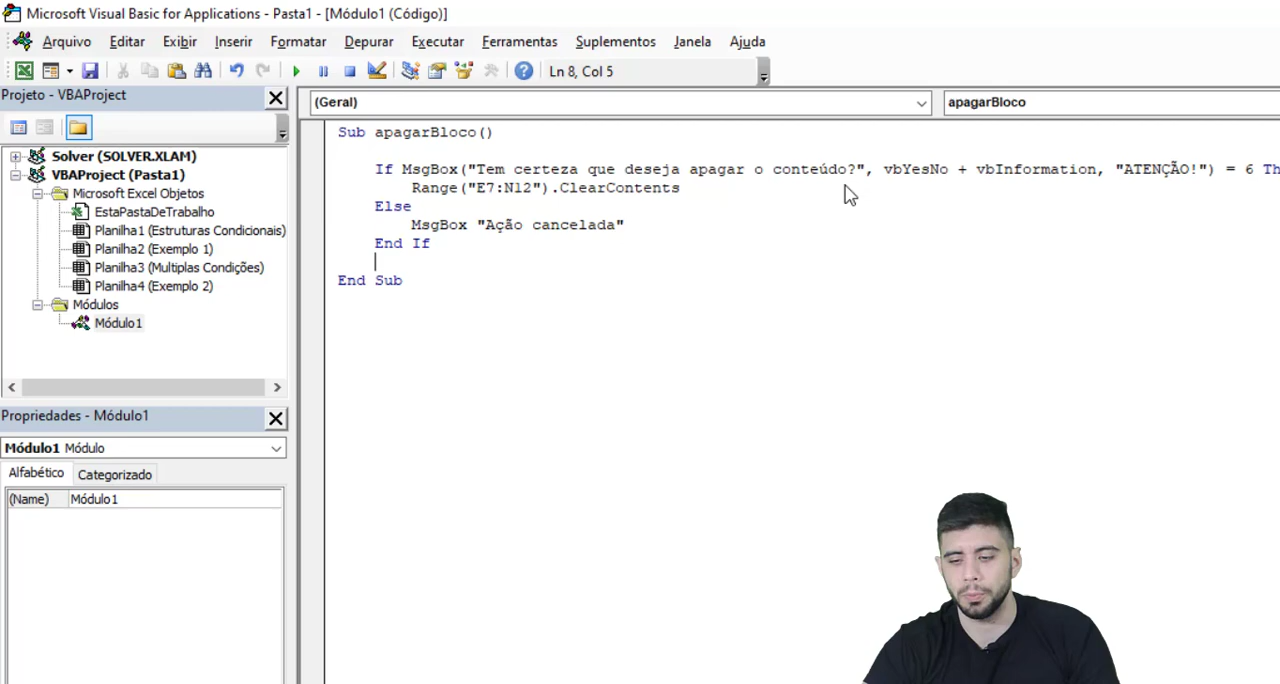 Microsoft Visual Basic for Applications - Pasta1 - [Módulo1 (Código)]
Arquivo Editar Exibir Inserir Formatar Depurar Executar Ferramentas Suplementos Janela Ajuda
Ln 8, Col 5
Projeto - VBAProject
(Geral) apagarBloco
Solver (SOLVER.XLAM)
VBAProject (Pasta1)
Microsoft Excel Objetos
EstaPastaDeTrabalho
Planilha1 (Estruturas Condicionais)
Planilha2 (Exemplo 1)
Planilha3 (Multiplas Condições)
Planilha4 (Exemplo 2)
Módulos
Módulo1
Propriedades - Módulo1
Módulo1 Módulo
Alfabético Categorizado
(Name) Módulo1
Sub apagarBloco()
If MsgBox("Tem certeza que deseja apagar o conteúdo?", vbYesNo + vbInformation, "ATENÇÃO!") = 6 Th
Range("E7:N12").ClearContents
Else
MsgBox "Ação cancelada"
End If
End Sub